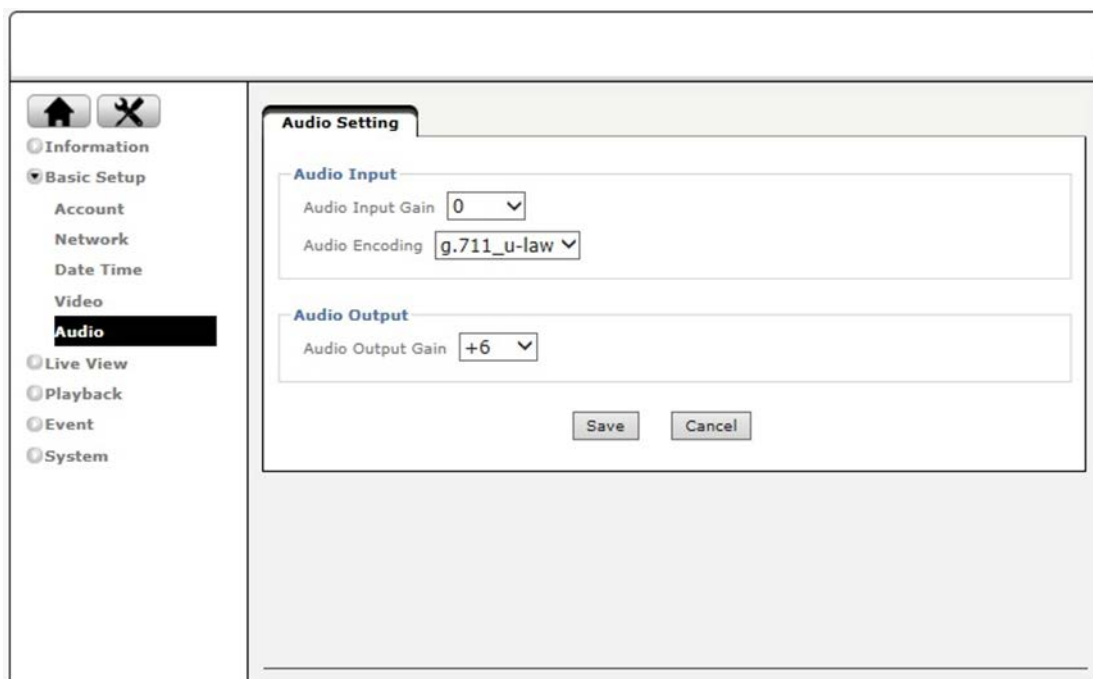 Information
Basic Setup
Account
Network
Date Time
Video
Audio
Live View
Playback
Event
System
Audio Setting
Audio Input
Audio Input Gain 0
Audio Encoding g.711_u-law
Audio Output
Audio Output Gain +6
Save Cancel